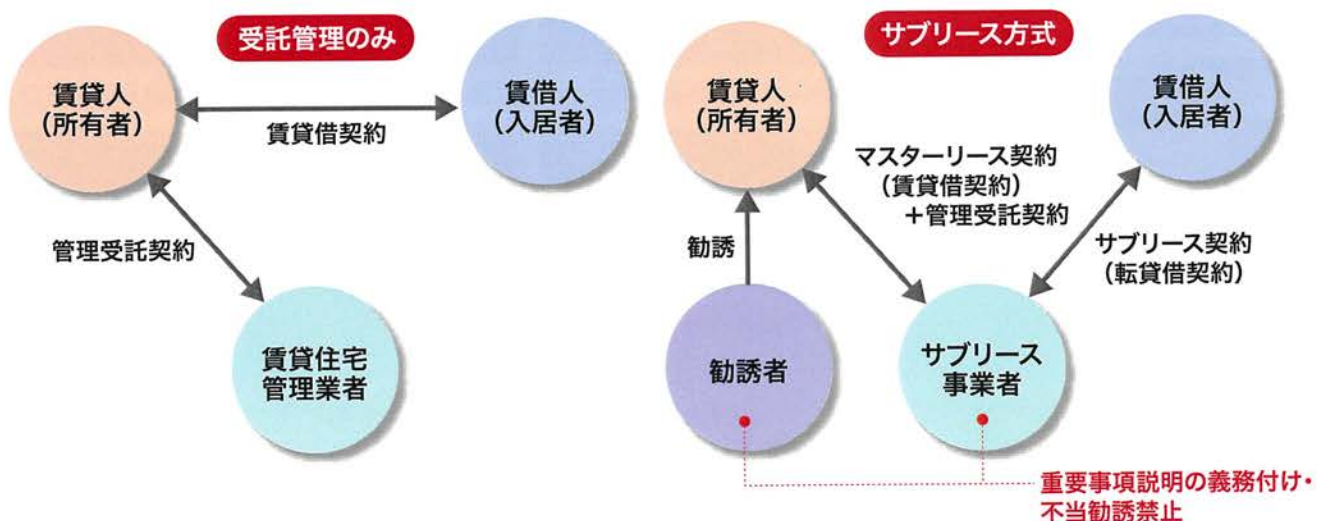 受託管理のみ
賃貸人
(所有者)
賃借人
(入居者)
賃貸借契約
管理受託契約
賃貸住宅
管理業者
サブリース方式
賃貸人
(所有者)
賃借人
(入居者)
マスターリース契約
(賃貸借契約)
+管理受託契約
勧誘
サブリース契約
(転貸借契約)
勧誘者
サブリース
事業者
重要事項説明の義務付け・
不当勧誘禁止